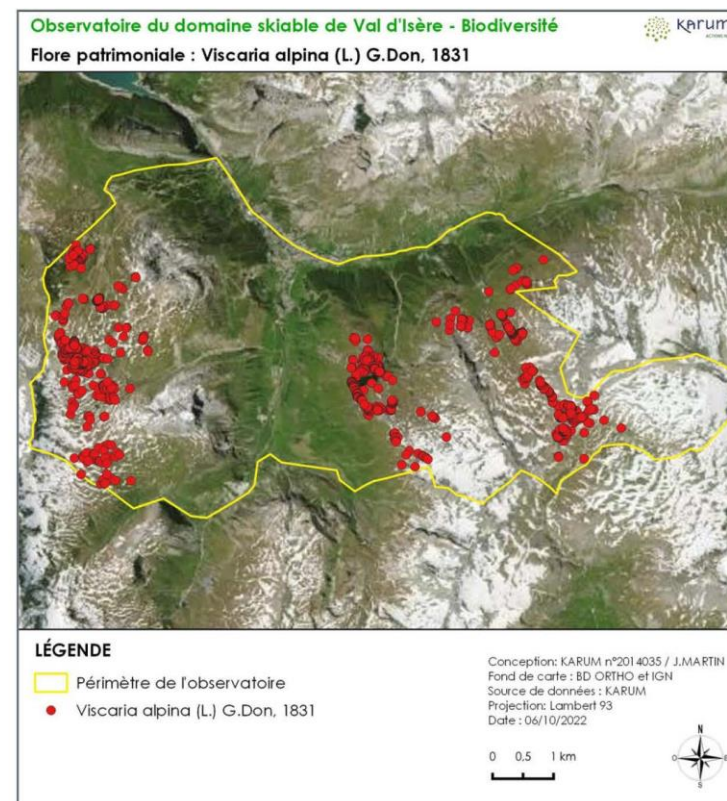 Observatoire du domaine skiable de Val d'Isère - Biodiversité
KARUM
Flore patrimoniale : Viscaria alpina (L.) G.Don, 1831
LÉGENDE
Périmètre de l'observatoire
Viscaria alpina (L.) G.Don, 1831
Conception: KARUM n°2014035 / J.MARTIN
Fond de carte : BD ORTHO et IGN
Source de données : KARUM
Projection: Lambert 93
Date : 06/10/2022
0 0,5 1 km
N
O
S